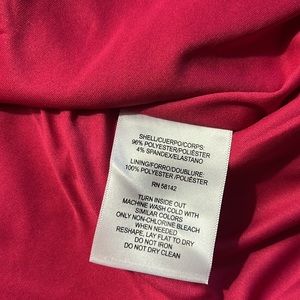 SHELL/CUERPO/CORPS:
96% POLYESTER/POLIÉSTER
4% SPANDEX/ELASTANO
LINING/FORRO/DOUBLURE:
100% POLYESTER /POLIÉSTER
RN 58142
TURN INSIDE OUT
MACHINE WASH COLD WITH
SIMILAR COLORS
ONLY NON-CHLORINE BLEACH
WHEN NEEDED
RESHAPE, LAY FLAT TO DRY
DO NOT IRON
DO NOT DRY CLEAN